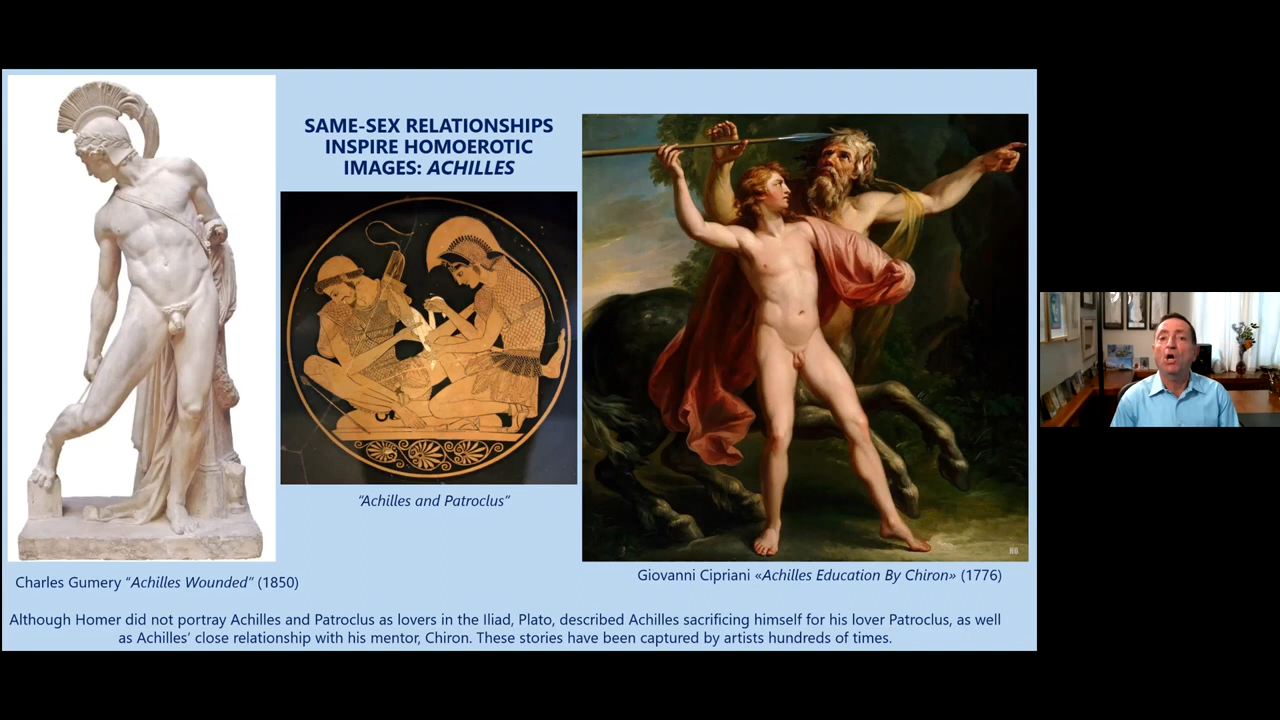 SAME-SEX RELATIONSHIPS
INSPIRE HOMOEROTIC
IMAGES: ACHILLES
"Achilles and Patroclus"
Charles Gumery "Achilles Wounded" (1850)
Giovanni Cipriani «Achilles Education By Chiron» (1776)
Although Homer did not portray Achilles and Patroclus as lovers in the Iliad, Plato, described Achilles sacrificing himself for his lover Patroclus, as well
as Achilles' close relationship with his mentor, Chiron. These stories have been captured by artists hundreds of times.